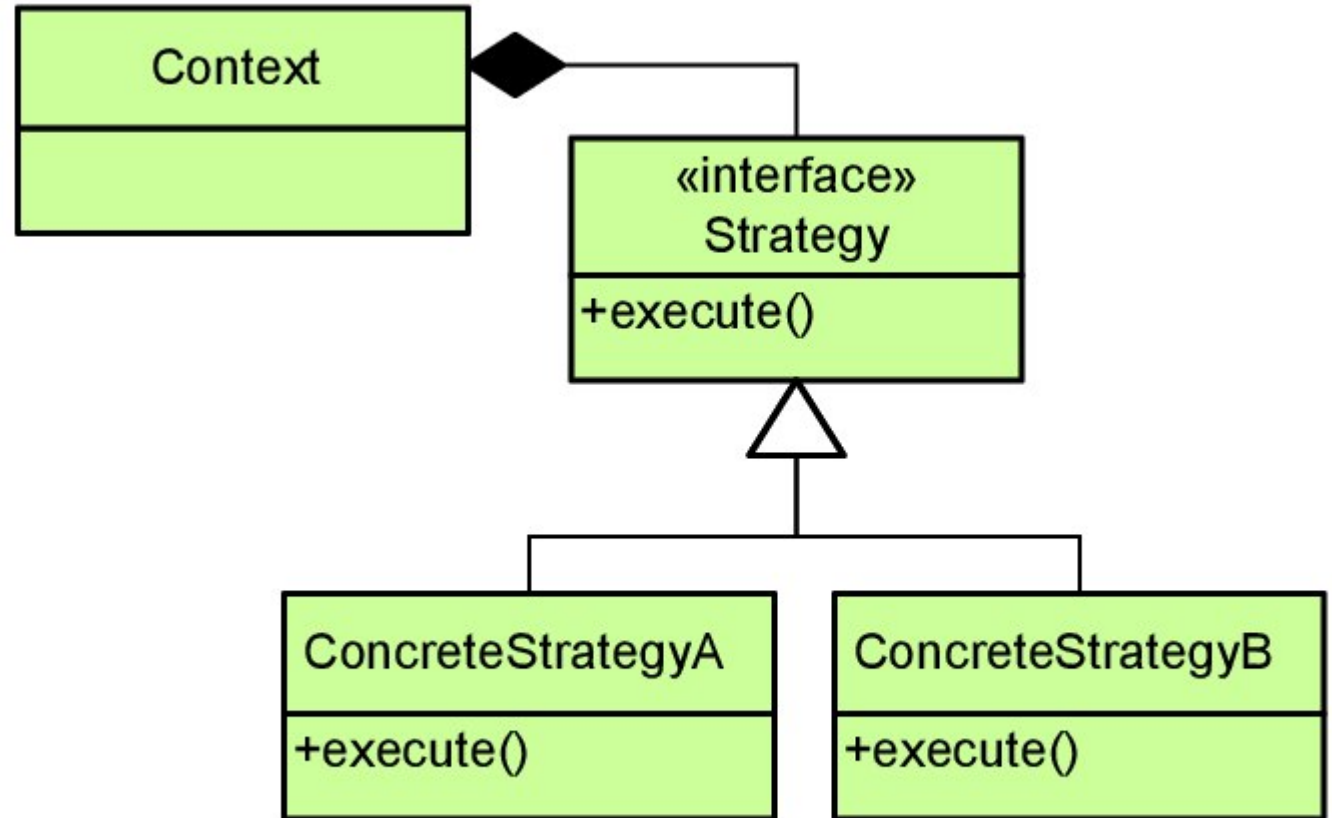 Context
«interface»
Strategy
+execute()
ConcreteStrategyA
+execute()
ConcreteStrategyB
+execute()